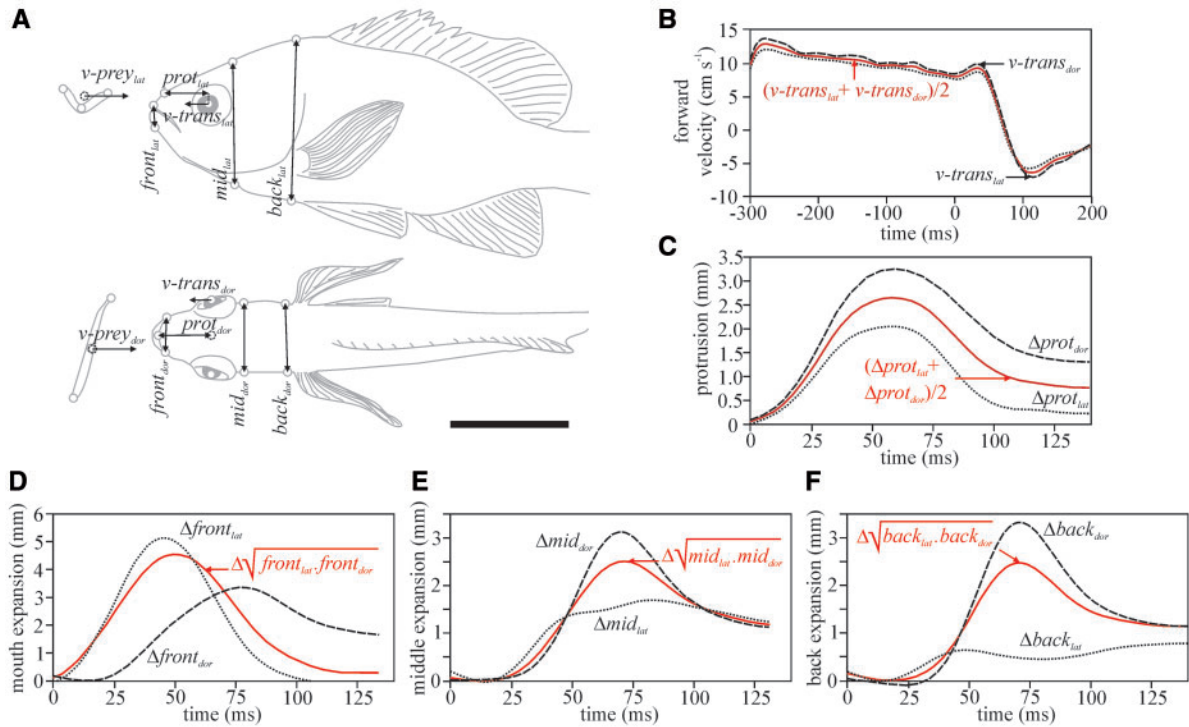 A
v-prey_lat
prot_lat
v-trans_lat
front_lat
mid_lat
back_lat
v-trans_dor
prot_dor
v-prey_dor
front_dor
mid_dor
back_dor
B
forward
velocity (cm s⁻¹)
15
10
5
0
-5
-10
v-trans_dor
(v-trans_lat+ v-trans_dor)/2
v-trans_lat
-300 -200 -100 0 100 200
time (ms)
C
protrusion (mm)
3.5
3.0
2.5
2.0
1.5
1.0
0.5
0
Δprot_dor
(Δprot_lat+
Δprot_dor)/2
Δprot_lat
0 25 50 75 100 125
time (ms)
D
mouth expansion (mm)
6
5
4
3
2
1
0
Δfront_lat
Δ√front_lat.front_dor
Δfront_dor
0 25 50 75 100 125
time (ms)
E
middle expansion (mm)
3
2
1
0
Δmid_dor
Δ√mid_lat.mid_dor
Δmid_lat
0 25 50 75 100 125
time (ms)
F
back expansion (mm)
3
2
1
0
Δ√back_lat.back_dor
Δback_dor
Δback_lat
0 25 50 75 100 125
time (ms)